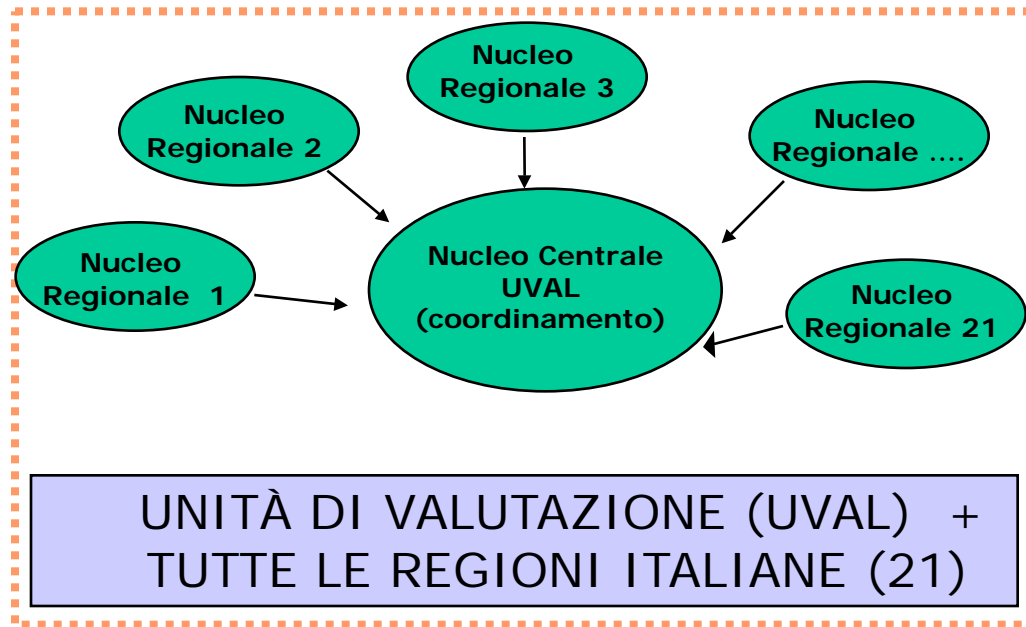 Nucleo
Regionale 3
Nucleo
Regionale 2
Nucleo
Regionale ....
Nucleo
Regionale 1
Nucleo Centrale
UVAL
(coordinamento)
Nucleo
Regionale 21
UNITÀ DI VALUTAZIONE (UVAL) +
TUTTE LE REGIONI ITALIANE (21)